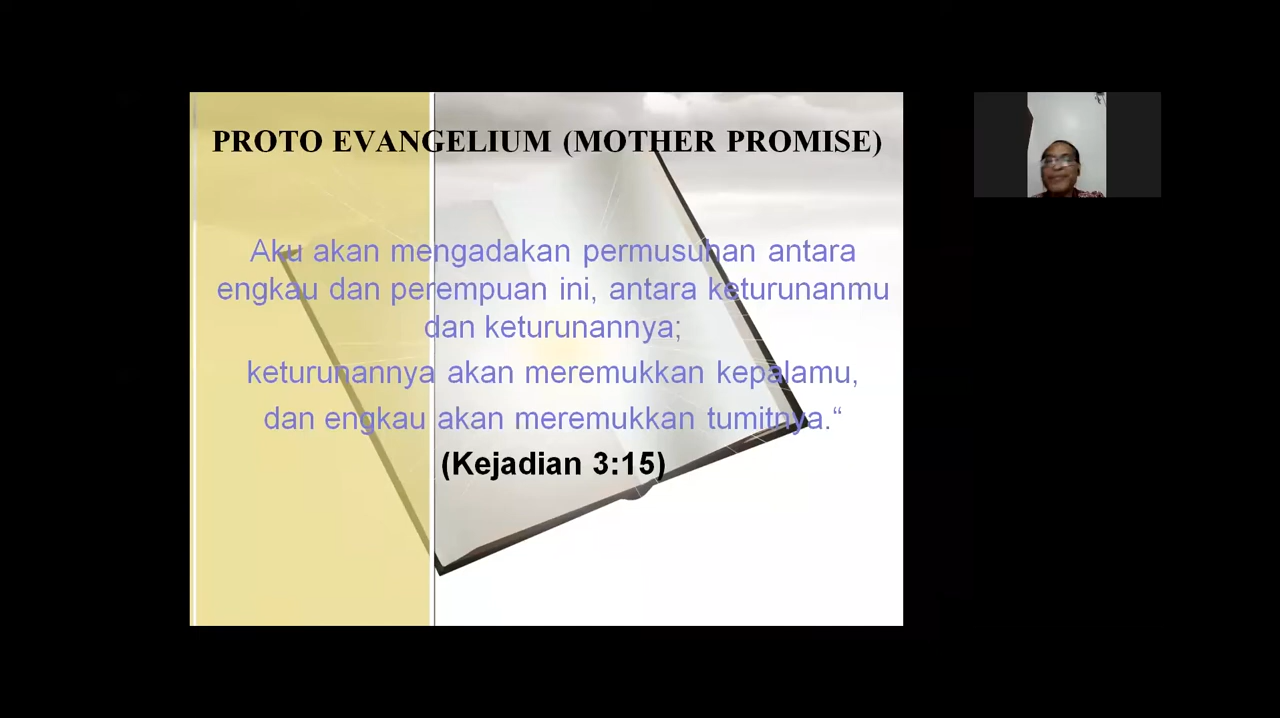 PROTO EVANGELIUM (MOTHER PROMISE)
Aku akan mengadakan permusuhan antara
engkau dan perempuan ini, antara keturunanmu
dan keturunannya;
keturunannya akan meremukkan kepalamu,
dan engkau akan meremukkan tumitnya.“
(Kejadian 3:15)